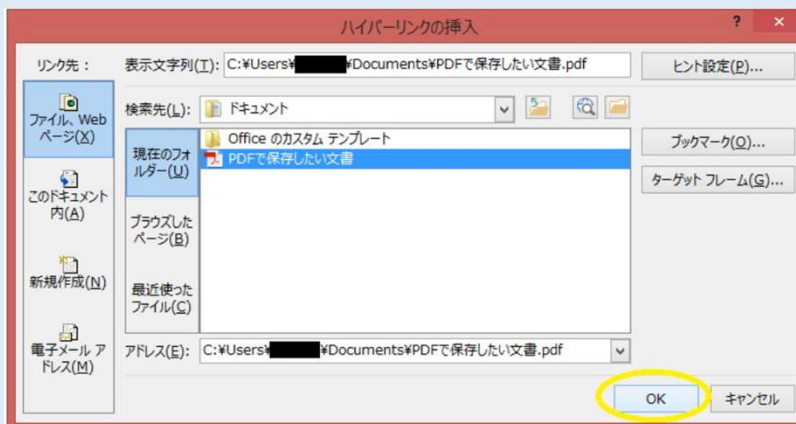 ハイパーリンクの挿入
? ×
リンク先：
表示文字列(T): C:¥Users¥ ¥Documents¥PDFで保存したい文書.pdf
ヒント設定(P)...
ファイル、Web
ページ(X)
検索先(L): ドキュメント
現在のフォ
ルダー(U)
Office のカスタム テンプレート
PDFで保存したい文書
ブックマーク(O)...
ターゲット フレーム(G)...
このドキュメント
内(A)
ブラウズした
ページ(B)
新規作成(N)
最近使った
ファイル(C)
電子メール ア
ドレス(M)
アドレス(E): C:¥Users¥ ¥Documents¥PDFで保存したい文書.pdf
OK
キャンセル